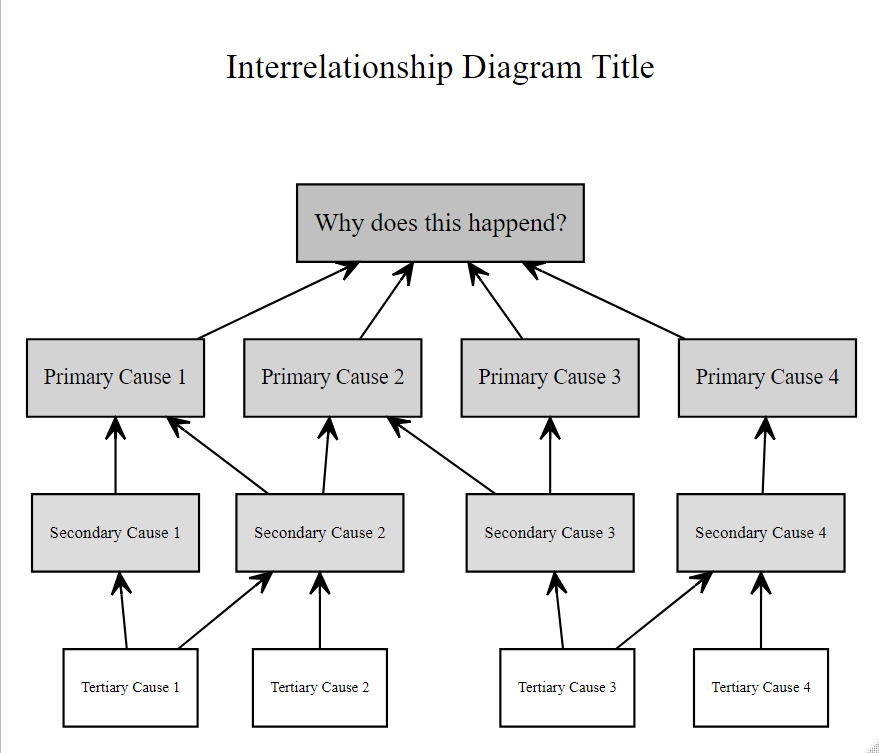 Interrelationship Diagram Title
Why does this happend?
Primary Cause 1
Primary Cause 2
Primary Cause 3
Primary Cause 4
Secondary Cause 1
Secondary Cause 2
Secondary Cause 3
Secondary Cause 4
Tertiary Cause 1
Tertiary Cause 2
Tertiary Cause 3
Tertiary Cause 4